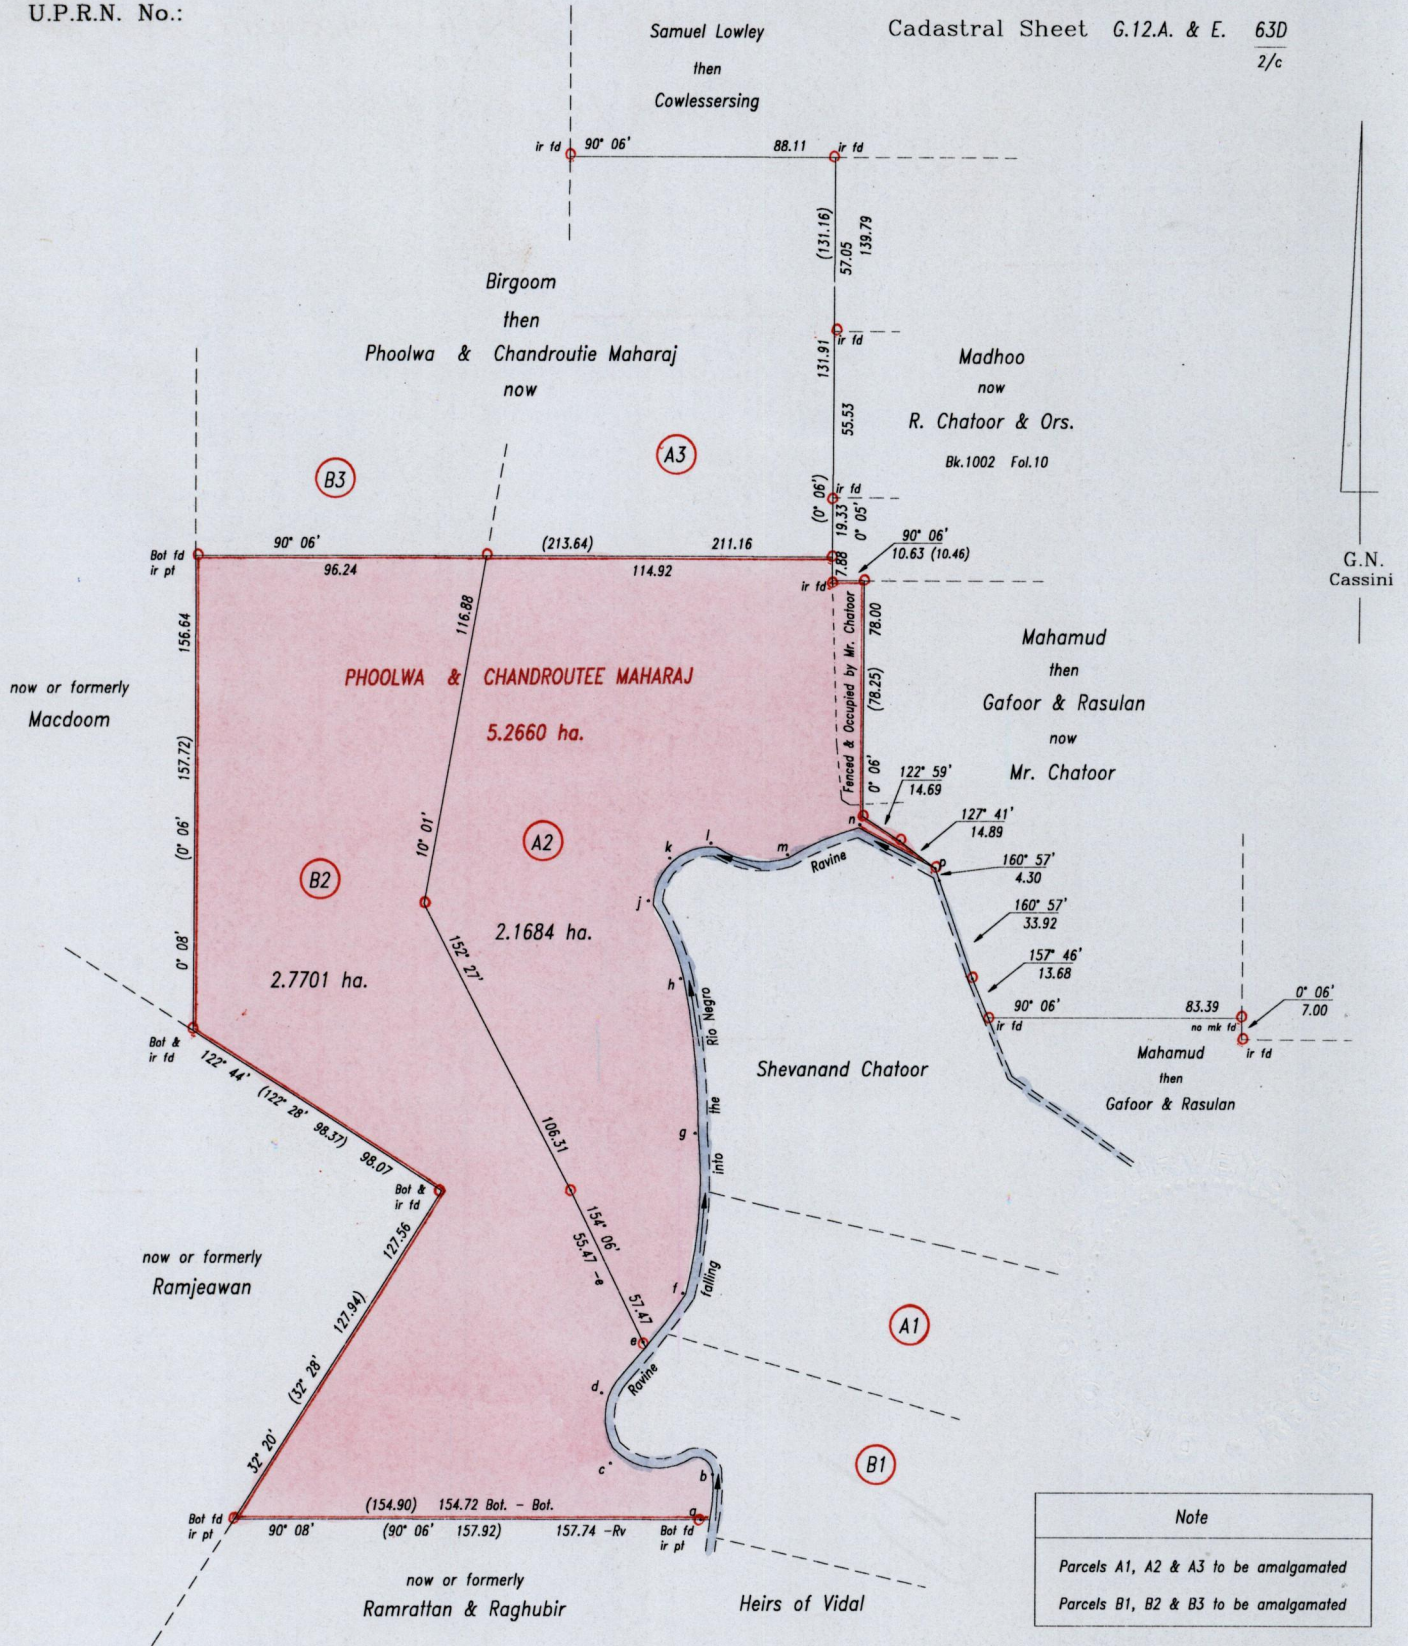 U.P.R.N. No.:
Cadastral Sheet G.12.A. & E. 63D
2/c
Samuel Lowley
then
Cowlessersing
ir fd 90° 06' 88.11 ir fd
(131.16)
57.05
139.79
ir fd
131.91
55.53
ir fd
(0° 06')
19.33
0° 05'
7.88
Birgoom
then
Phoolwa & Chandroutie Maharaj
now
Madhoo
now
R. Chatoor & Ors.
Bk.1002 Fol.10
B3
A3
Bot fd
ir pt
90° 06' (213.64) 211.16
96.24 114.92
90° 06'
10.63 (10.46)
ir fd
G.N.
Cassini
156.64
(0° 06' 157.72)
0° 08'
116.88
10° 01'
PHOOLWA & CHANDROUTEE MAHARAJ
5.2660 ha.
Fenced & Occupied by Mr. Chatoor
78.00
(78.25)
0° 06'
Mahamud
then
Gafoor & Rasulan
now
Mr. Chatoor
now or formerly
Macdoom
122° 59'
14.69
127° 41'
14.89
160° 57'
4.30
160° 57'
33.92
157° 46'
13.68
n
p
m
l
k
j
h
g
f
e
d
c
b
a
Ravine
A2
B2
2.1684 ha.
2.7701 ha.
152° 27'
106.31
154° 06'
55.47 -e
57.47
Rio Negro
the
into
falling
Ravine
90° 06' 83.39
ir fd
no mk fd
0° 06'
7.00
ir fd
Mahamud
then
Gafoor & Rasulan
Shevanand Chatoor
Bot &
ir fd
122° 44' (122° 28' 98.37) 98.07
Bot &
ir fd
127.56
(32° 28' 127.94)
32° 20'
now or formerly
Ramjeawan
A1
B1
(154.90) 154.72 Bot. - Bot.
Bot fd
ir pt
90° 08' (90° 06' 157.92) 157.74 -Rv
Bot fd
ir pt
now or formerly
Ramrattan & Raghubir
Heirs of Vidal
Note
Parcels A1, A2 & A3 to be amalgamated
Parcels B1, B2 & B3 to be amalgamated